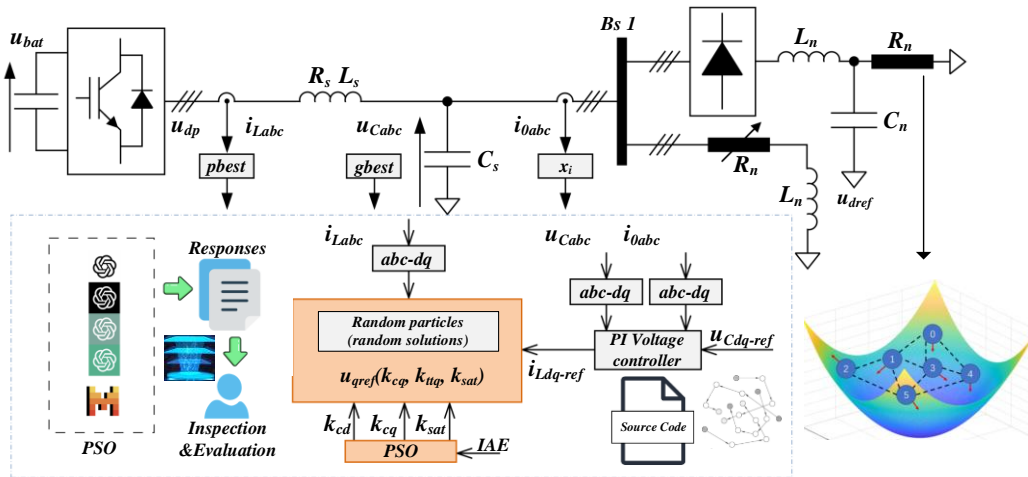 u_bat
u_dp
i_Labc
R_s L_s
u_Cabc
C_s
i_0abc
Bs 1
L_n
R_n
C_n
R_n
L_n
u_dref
pbest
gbest
x_i
Responses
Inspection
&Evaluation
PSO
i_Labc
abc-dq
Random particles
(random solutions)
u_qref(k_cq, k_ttq, k_sat)
k_cd
k_cq
k_sat
PSO
IAE
u_Cabc
i_0abc
abc-dq
abc-dq
PI Voltage
controller
u_Cdq-ref
i_Ldq-ref
Source Code
0
1
2
3
4
5